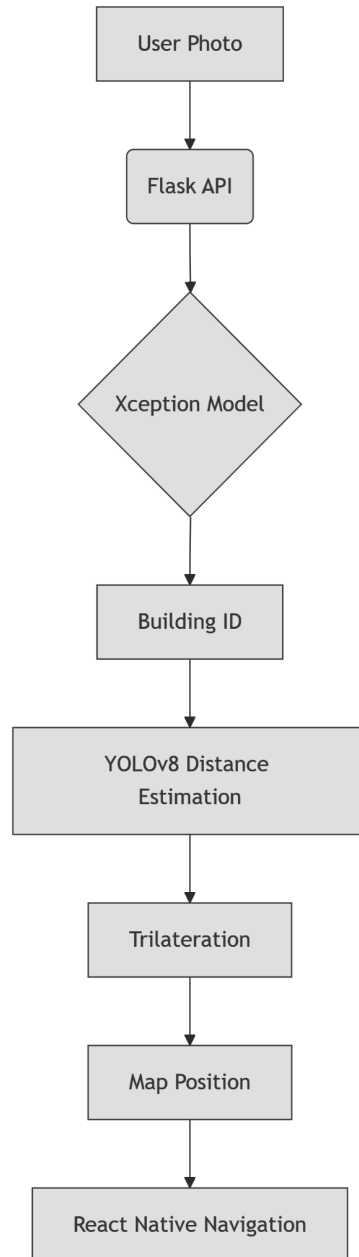 User Photo
Flask API
Xception Model
Building ID
YOLOv8 Distance
Estimation
Trilateration
Map Position
React Native Navigation